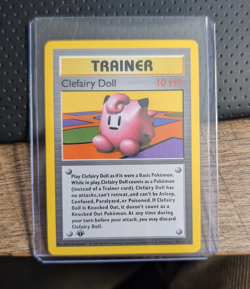 TRAINER
Clefairy Doll 10 HP
Play Clefairy Doll as if it were a Basic Pokémon.
While in play, Clefairy Doll counts as a Pokémon
(instead of a Trainer card). Clefairy Doll has
no attacks, can't retreat, and can't be Asleep,
Confused, Paralyzed, or Poisoned. If Clefairy
Doll is Knocked Out, it doesn't count as a
Knocked Out Pokémon. At any time during
your turn before your attack, you may discard
Clefairy Doll.